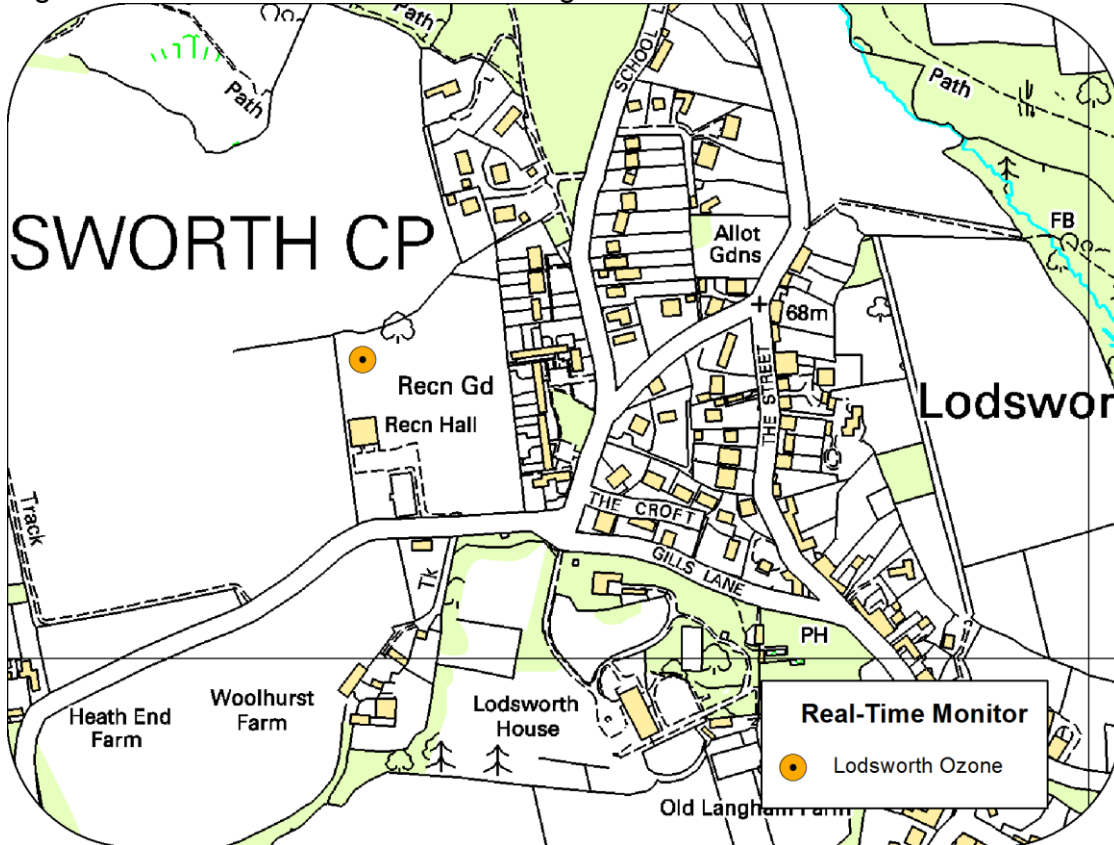 Path
Path
SCHOOL L
Path
FB
SWORTH CP
Allot
Gdns
68m
THE STREET
Recn Gd
Recn Hall
Lodswor
Track
THE CROFT
GILLS LANE
Tk
PH
Woolhurst
Farm
Heath End
Farm
Lodsworth
House
Real-Time Monitor
Lodsworth Ozone
Old Langham Farm